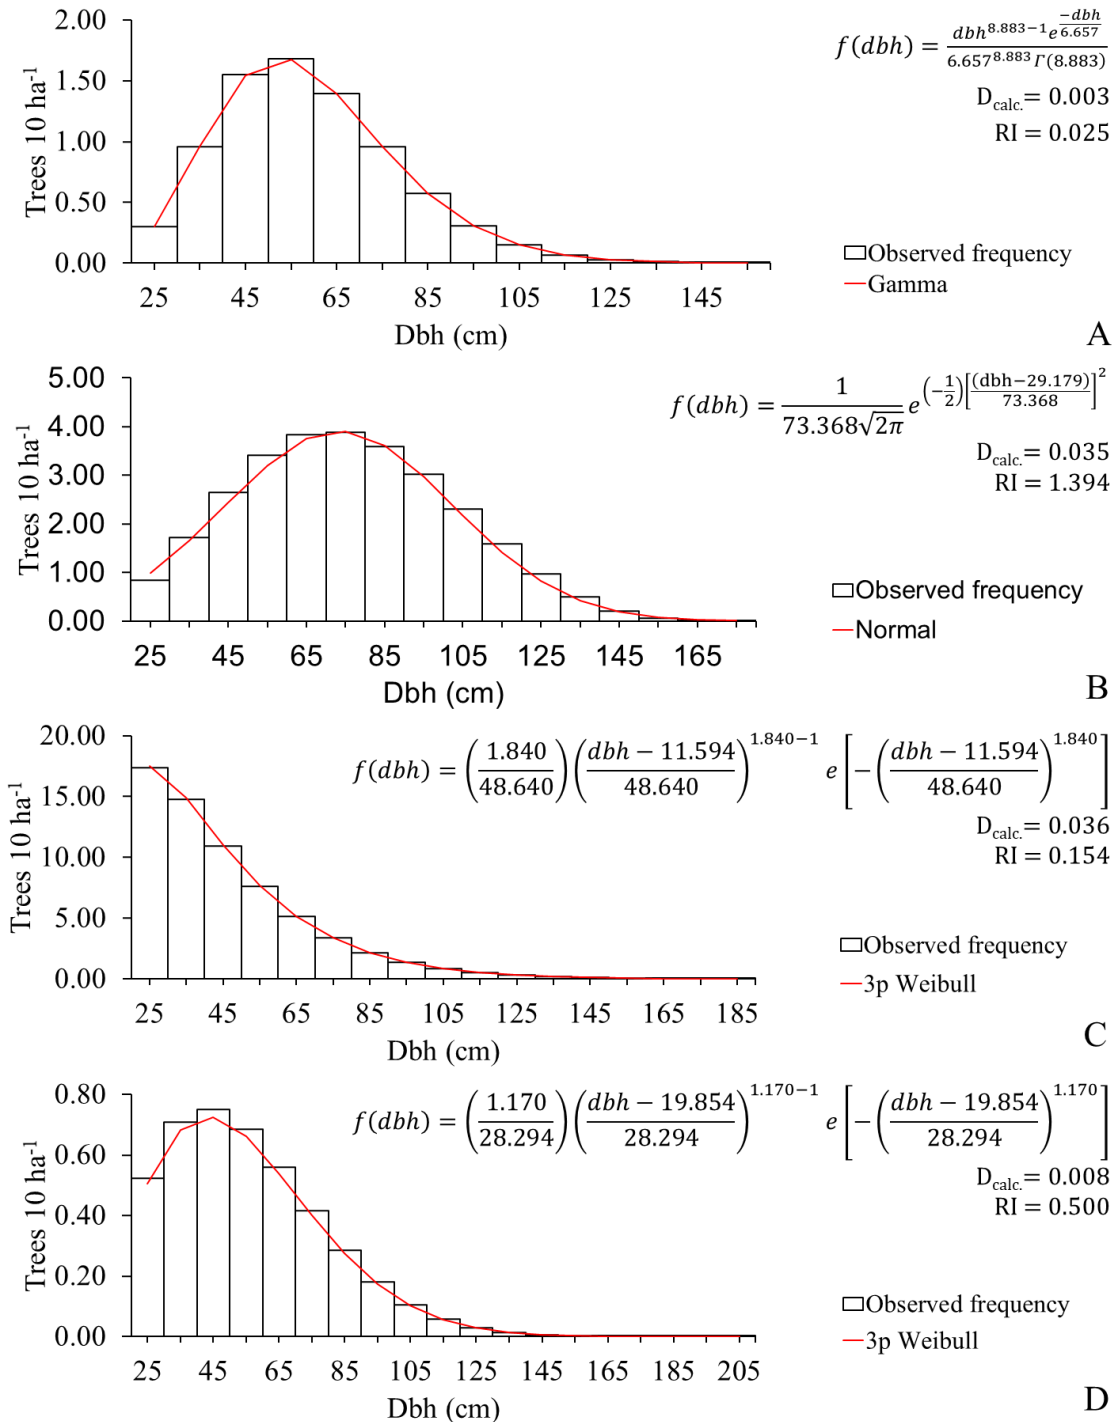 2.00
1.50
1.00
0.50
0.00
Trees 10 ha⁻¹
25 45 65 85 105 125 145
Dbh (cm)
f(dbh) = dbh^{8.883−1} e^{−dbh/6.657} / 6.657^{8.883} Γ(8.883)
D_{calc.} = 0.003
RI = 0.025
Observed frequency
Gamma
A
5.00
4.00
3.00
2.00
1.00
0.00
Trees 10 ha⁻¹
25 45 65 85 105 125 145 165
Dbh (cm)
f(dbh) = 1 / 73.368√2π e^{(−1/2)[(dbh−29.179)/73.368]²}
D_{calc.} = 0.035
RI = 1.394
Observed frequency
Normal
B
20.00
15.00
10.00
5.00
0.00
Trees 10 ha⁻¹
25 45 65 85 105 125 145 165 185
Dbh (cm)
f(dbh) = (1.840/48.640) (dbh − 11.594/48.640)^{1.840−1} e [−(dbh − 11.594/48.640)^{1.840}]
D_{calc.} = 0.036
RI = 0.154
Observed frequency
3p Weibull
C
0.80
0.60
0.40
0.20
0.00
Trees 10 ha⁻¹
25 45 65 85 105 125 145 165 185 205
Dbh (cm)
f(dbh) = (1.170/28.294) (dbh − 19.854/28.294)^{1.170−1} e [−(dbh − 19.854/28.294)^{1.170}]
D_{calc.} = 0.008
RI = 0.500
Observed frequency
3p Weibull
D